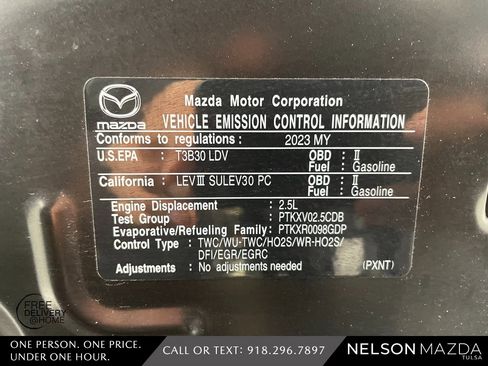 Mazda Motor Corporation
mazda VEHICLE EMISSION CONTROL INFORMATION
Conforms to regulations: 2023 MY
U.S.EPA : T3B30 LDV OBD : II
Fuel : Gasoline
California : LEV III SULEV30 PC OBD : II
Fuel : Gasoline
Engine Displacement : 2.5L
Test Group : PTKXV02.5CDB
Evaporative/Refueling Family: PTKXR0098GDP
Control Type : TWC/WU-TWC/HO2S/WR-HO2S/
DFI/EGR/EGRC
Adjustments : No adjustments needed (PXNT)
FREE
DELIVERY
@HOME
ONE PERSON. ONE PRICE.
UNDER ONE HOUR.
CALL OR TEXT: 918.296.7897
NELSON MAZDA
TULSA